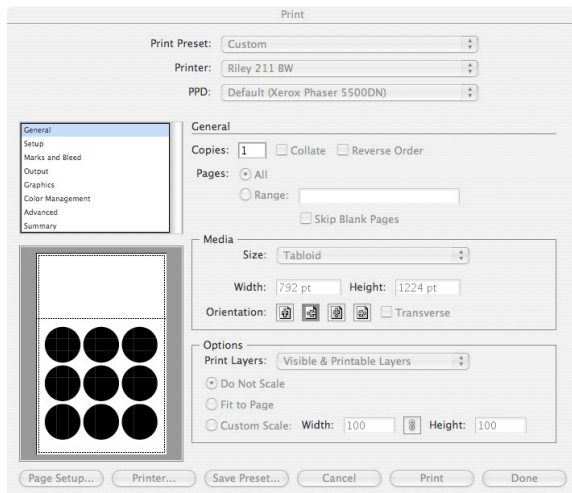 Print
Print Preset: Custom
Printer: Riley 211 BW
PPD: Default (Xerox Phaser 5500DN)
General
Setup
Marks and Bleed
Output
Graphics
Color Management
Advanced
Summary
General
Copies: 1 Collate Reverse Order
Pages: All
Range:
Skip Blank Pages
Media
Size: Tabloid
Width: 792 pt Height: 1224 pt
Orientation: Transverse
Options
Print Layers: Visible & Printable Layers
Do Not Scale
Fit to Page
Custom Scale: Width: 100 Height: 100
Page Setup... Printer... Save Preset... Cancel Print Done